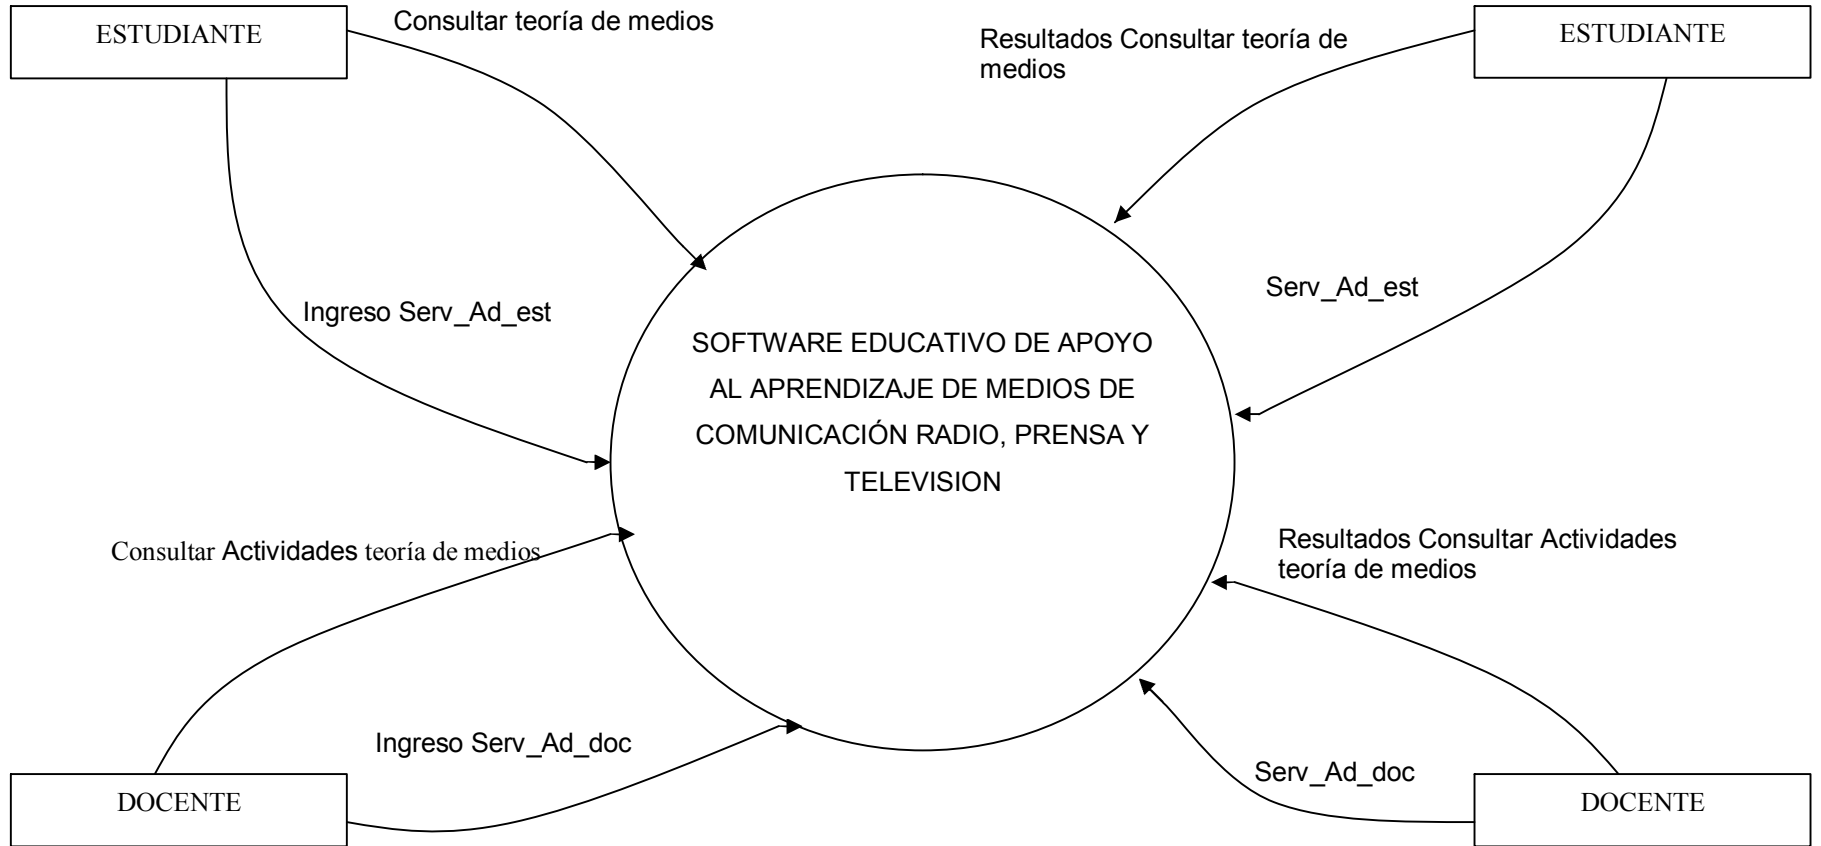 ESTUDIANTE
Consultar teoría de medios
Resultados Consultar teoría de
medios
ESTUDIANTE
Ingreso Serv_Ad_est
Serv_Ad_est
SOFTWARE EDUCATIVO DE APOYO
AL APRENDIZAJE DE MEDIOS DE
COMUNICACIÓN RADIO, PRENSA Y
TELEVISION
Consultar Actividades teoría de medios
Resultados Consultar Actividades
teoría de medios
Ingreso Serv_Ad_doc
Serv_Ad_doc
DOCENTE
DOCENTE